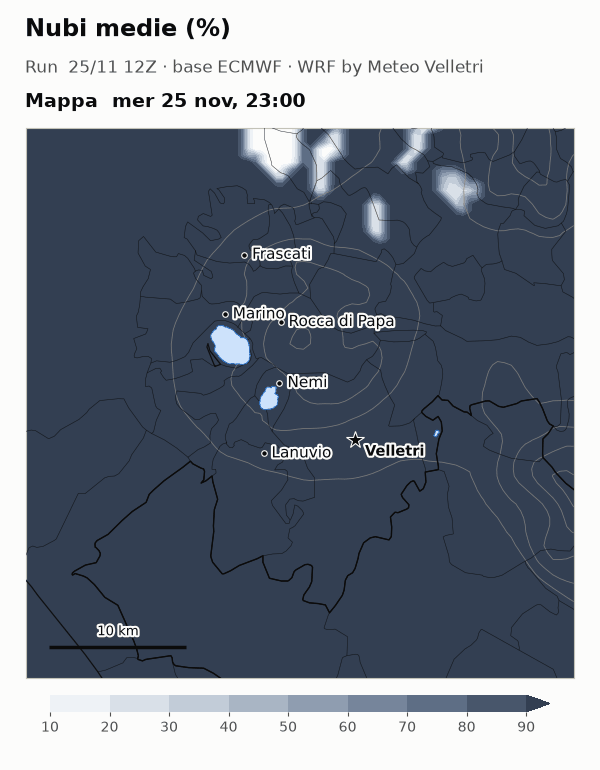 Nubi medie (%)
Run  25/11 12Z · base ECMWF · WRF by Meteo Velletri
Mappa  mer 25 nov, 23:00
Frascati
Marino
Rocca di Papa
Nemi
Velletri
Lanuvio
10 km
10 20 30 40 50 60 70 80 90